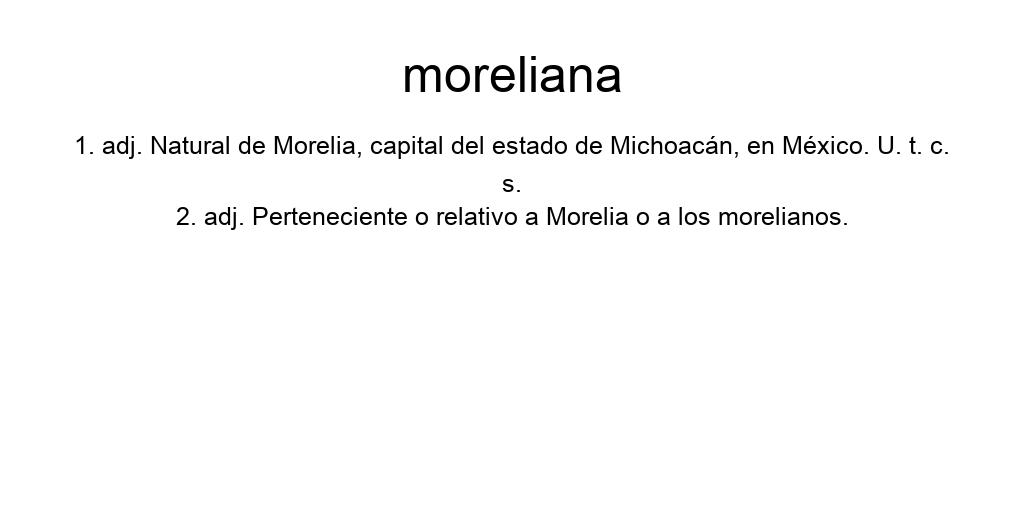 moreliana
1. adj. Natural de Morelia, capital del estado de Michoacán, en México. U. t. c.
s.
2. adj. Perteneciente o relativo a Morelia o a los morelianos.